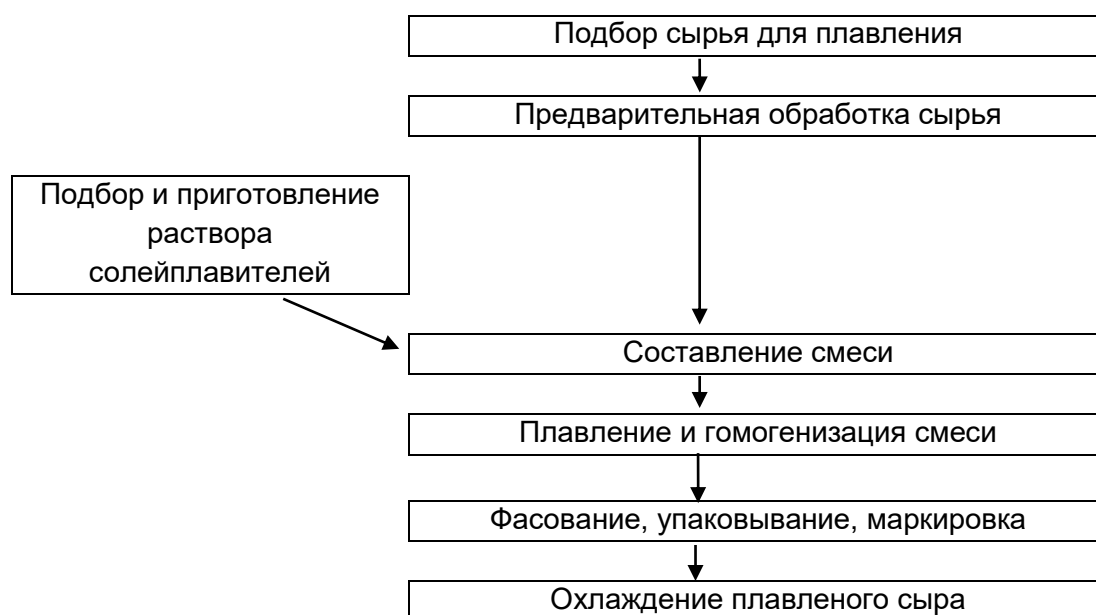 Подбор сырья для плавления
Предварительная обработка сырья
Подбор и приготовление
раствора
солейплавителей
Составление смеси
Плавление и гомогенизация смеси
Фасование, упаковывание, маркировка
Охлаждение плавленого сыра